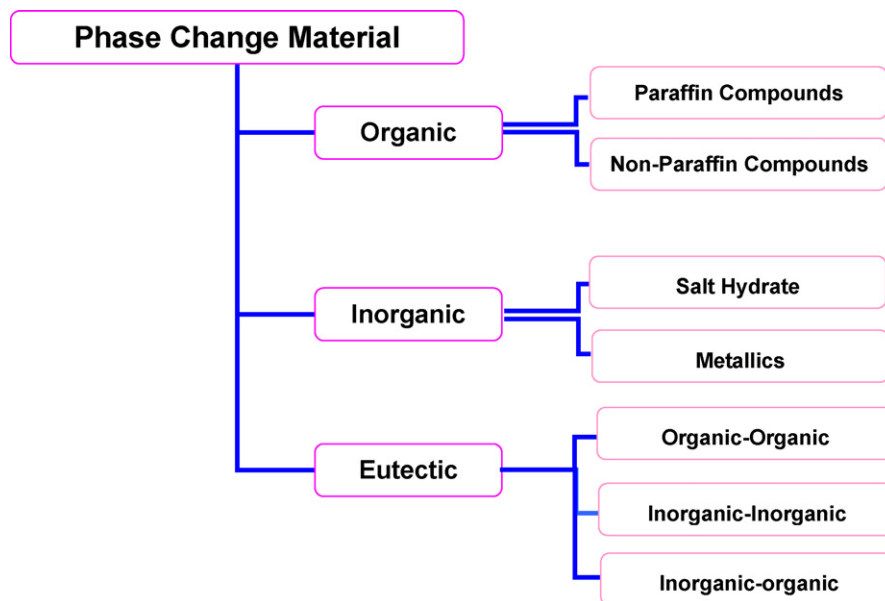 Phase Change Material
Organic
Paraffin Compounds
Non-Paraffin Compounds
Inorganic
Salt Hydrate
Metallics
Eutectic
Organic-Organic
Inorganic-Inorganic
Inorganic-organic